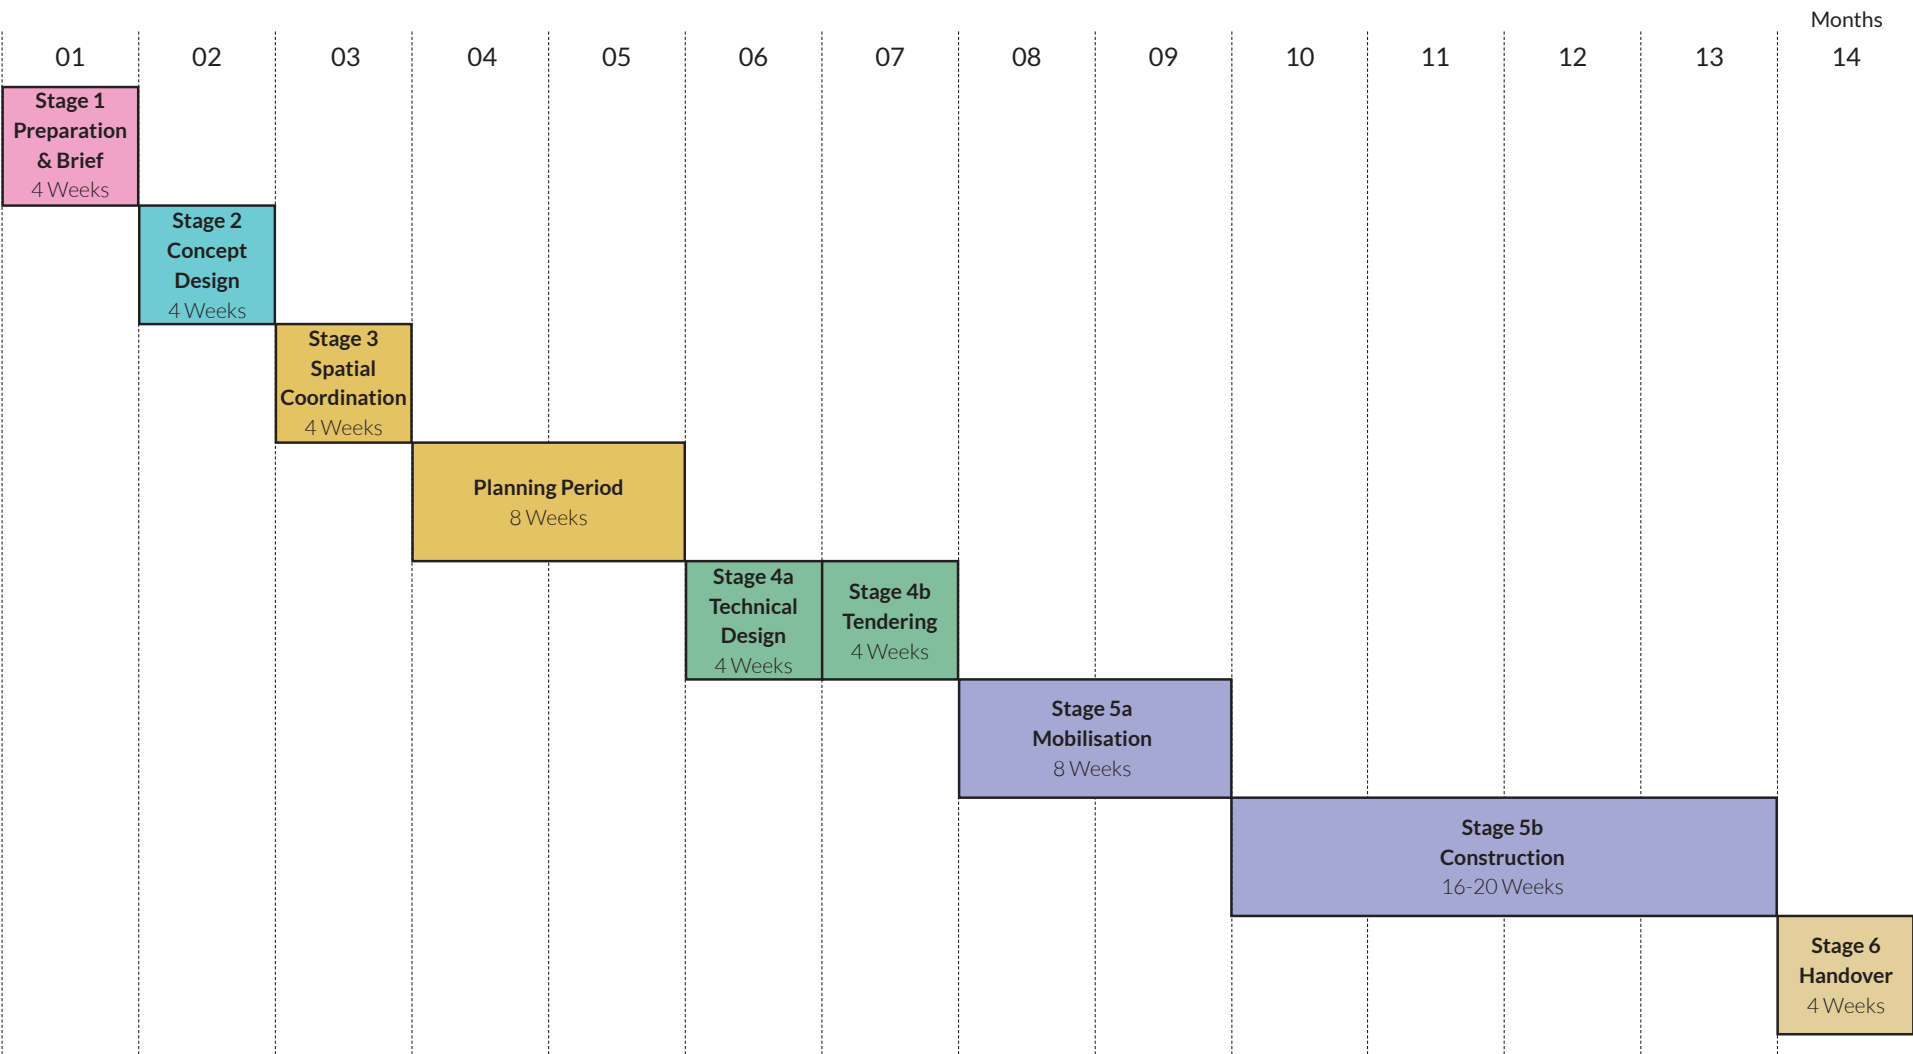 Months
01 02 03 04 05 06 07 08 09 10 11 12 13 14
Stage 1
Preparation
& Brief
4 Weeks
Stage 2
Concept
Design
4 Weeks
Stage 3
Spatial
Coordination
4 Weeks
Planning Period
8 Weeks
Stage 4a
Technical
Design
4 Weeks
Stage 4b
Tendering
4 Weeks
Stage 5a
Mobilisation
8 Weeks
Stage 5b
Construction
16-20 Weeks
Stage 6
Handover
4 Weeks